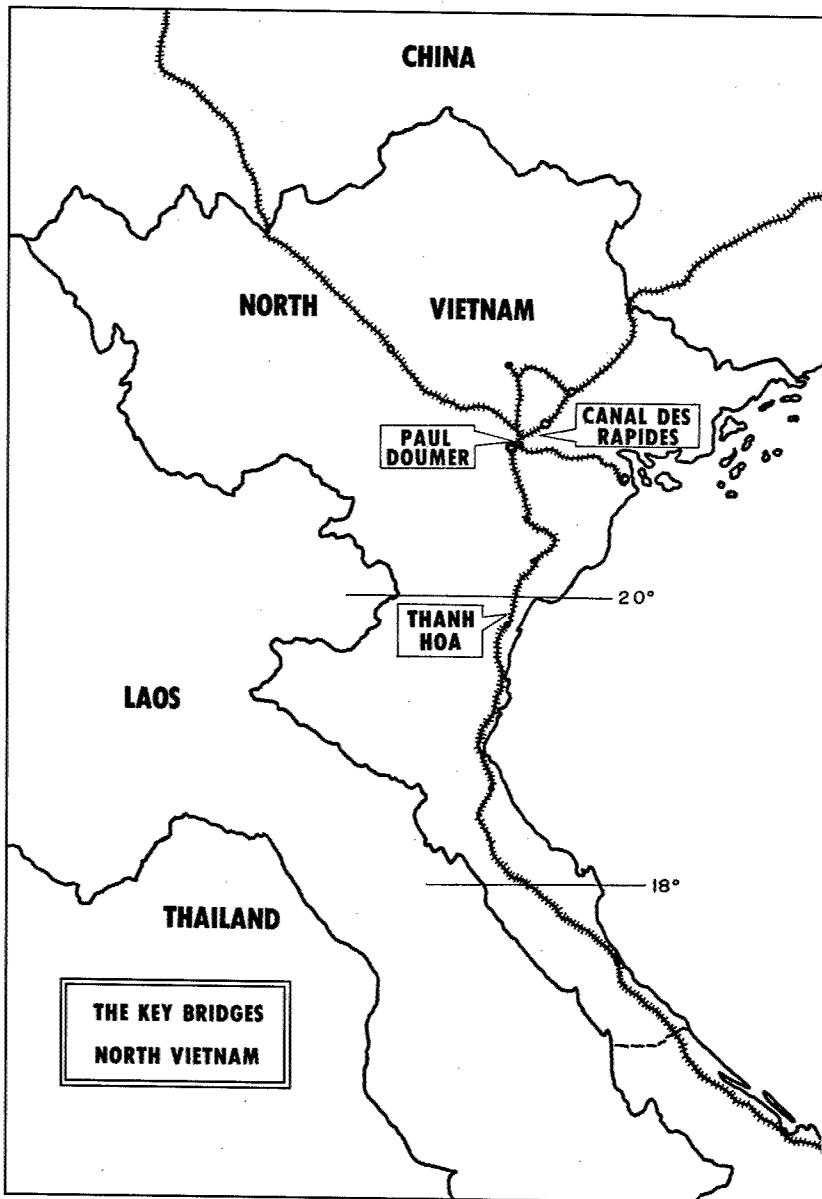 CHINA
NORTH VIETNAM
CANAL DES
RAPIDES
PAUL
DOUMER
20°
THANH
HOA
LAOS
18°
THAILAND
THE KEY BRIDGES
NORTH VIETNAM